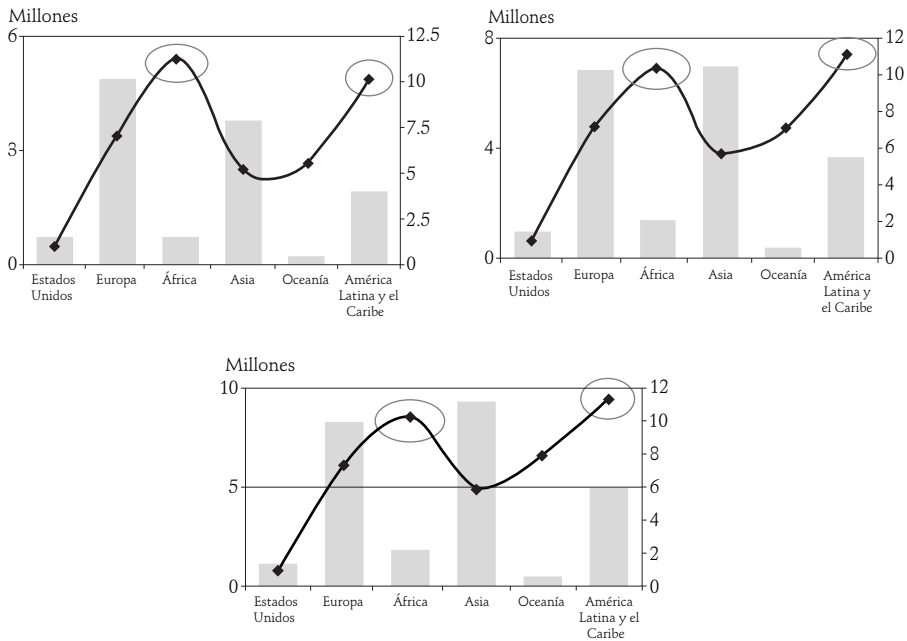 Millones
6
3
0
12.5
10
7.5
5
2.5
0
Estados
Unidos
Europa
África
Asia
Oceanía
América
Latina y el
Caribe
Millones
8
4
0
12
10
8
6
4
2
0
Estados
Unidos
Europa
África
Asia
Oceanía
América
Latina y
el Caribe
Millones
10
5
0
12
10
8
6
4
2
0
Estados
Unidos
Europa
África
Asia
Oceanía
América
Latina y el
Caribe